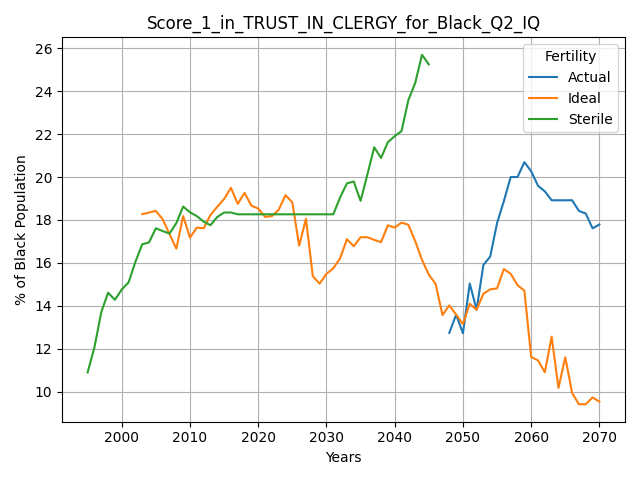 Score_1_in_TRUST_IN_CLERGY_for_Black_Q2_IQ
Fertility
Actual
Ideal
Sterile
% of Black Population
26
24
22
20
18
16
14
12
10
2000 2010 2020 2030 2040 2050 2060 2070
Years